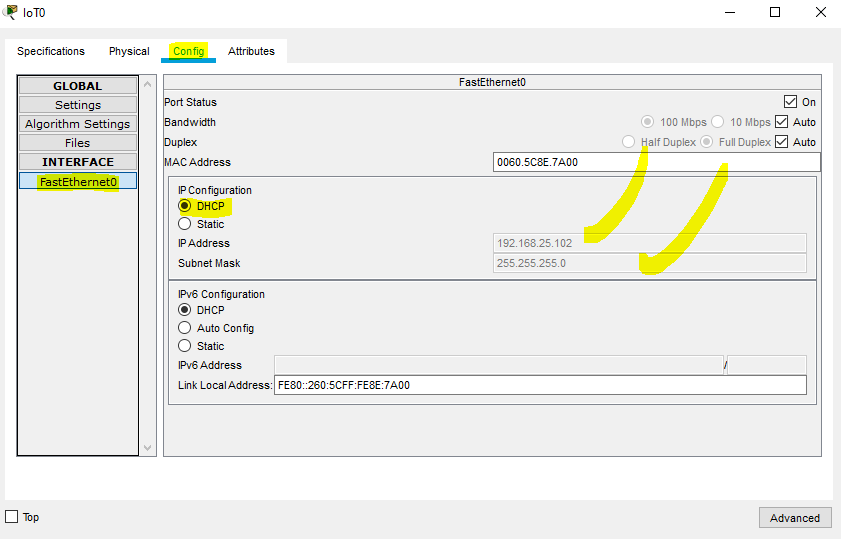 IoT0
Specifications Physical Config Attributes
GLOBAL
Settings
Algorithm Settings
Files
INTERFACE
FastEthernet0
FastEthernet0
Port Status On
Bandwidth 100 Mbps 10 Mbps Auto
Duplex Half Duplex Full Duplex Auto
MAC Address 0060.5C8E.7A00
IP Configuration
DHCP
Static
IP Address 192.168.25.102
Subnet Mask 255.255.255.0
IPv6 Configuration
DHCP
Auto Config
Static
IPv6 Address /
Link Local Address: FE80::260:5CFF:FE8E:7A00
Top Advanced